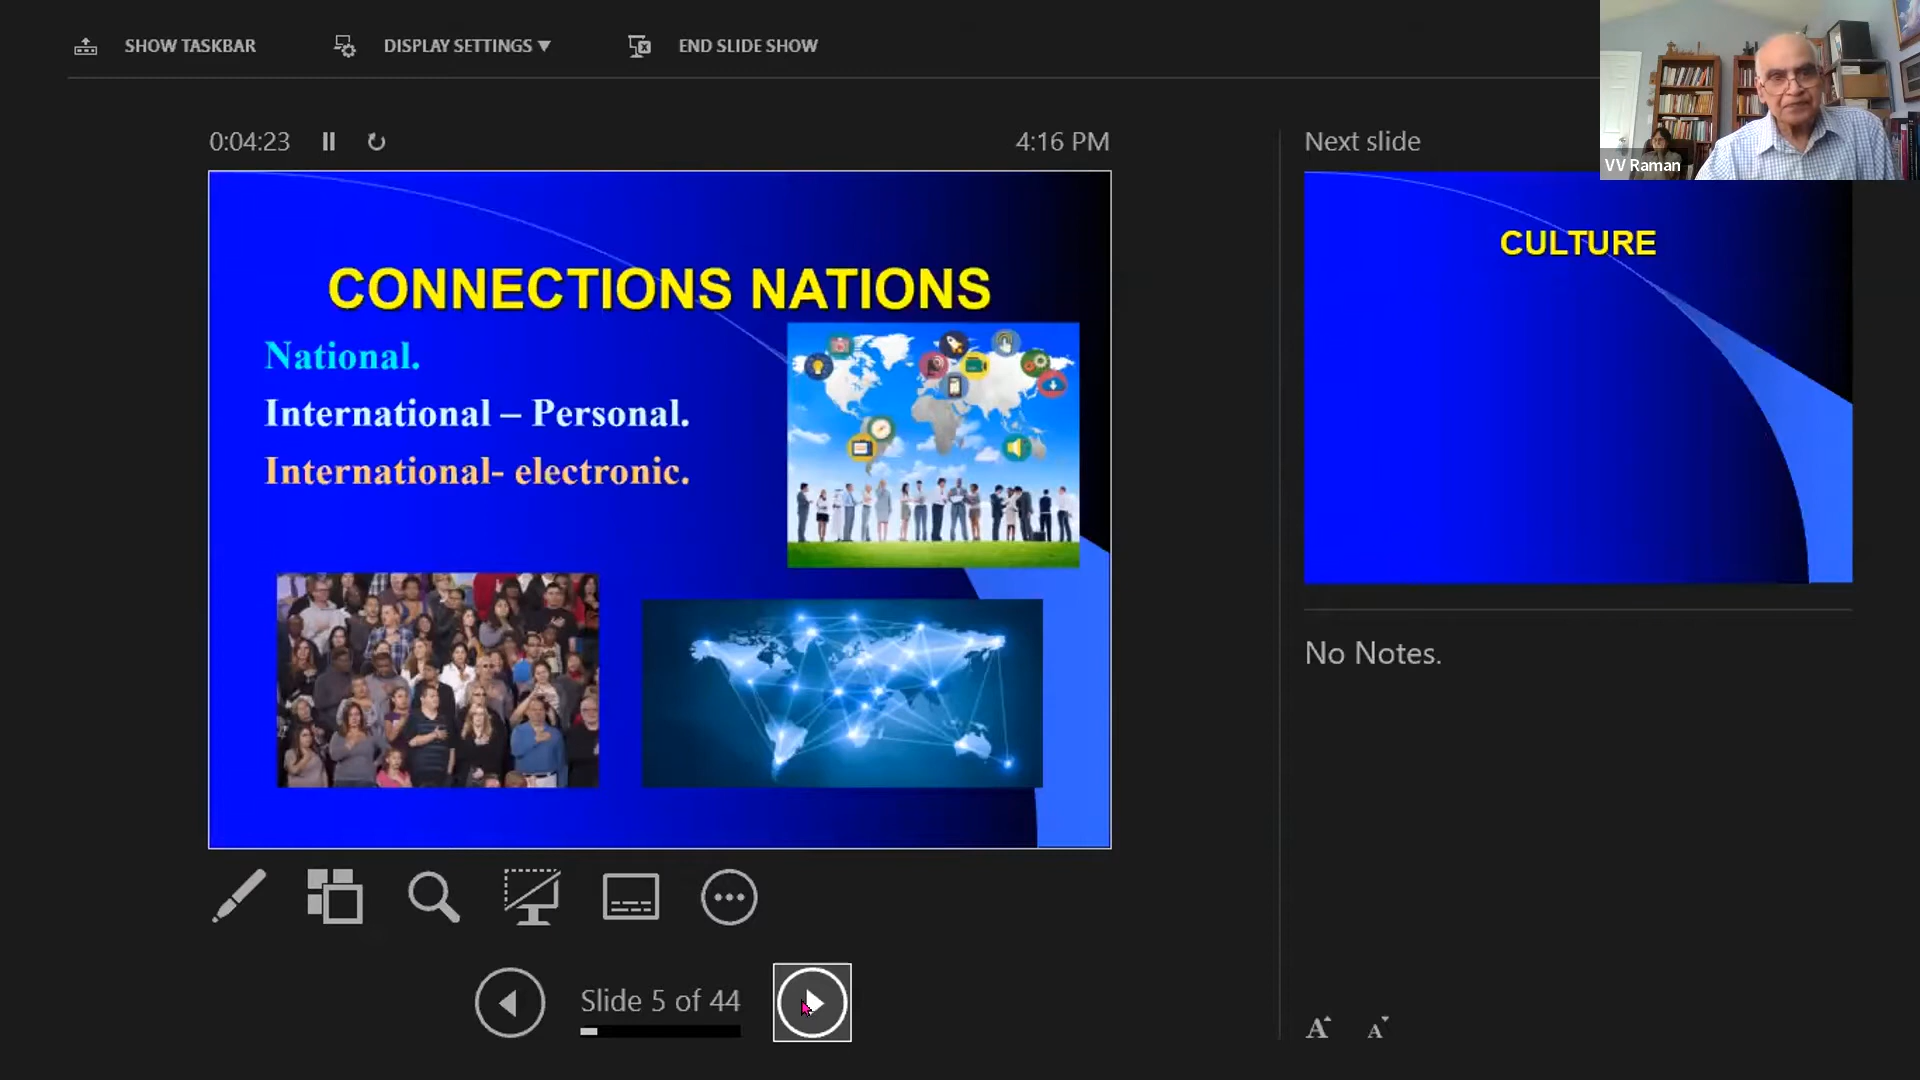 SHOW TASKBAR
DISPLAY SETTINGS
END SLIDE SHOW
VV Raman
0:04:23
4:16 PM
Next slide
CONNECTIONS NATIONS
National.
International – Personal.
International- electronic.
CULTURE
No Notes.
Slide 5 of 44
A A